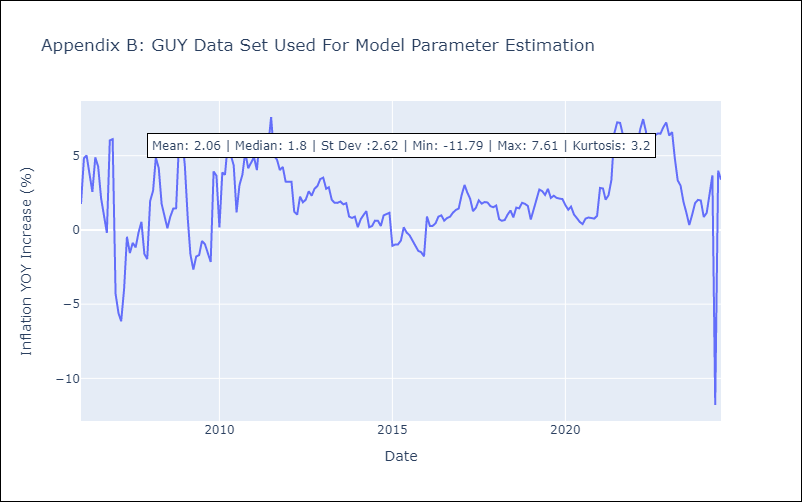 Appendix B: GUY Data Set Used For Model Parameter Estimation
Mean: 2.06 | Median: 1.8 | St Dev :2.62 | Min: -11.79 | Max: 7.61 | Kurtosis: 3.2
Inflation YOY Increase (%)
5
0
−5
−10
2010
2015
2020
Date